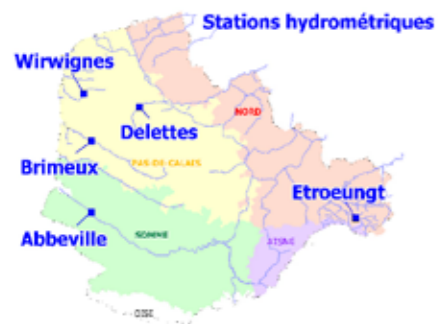 Stations hydrométriques
Wirwignes
NORD
Delettes
PAS-DE-CALAIS
Brimeux
Etroeungt
Abbeville
SOMME
AISNE
OISE